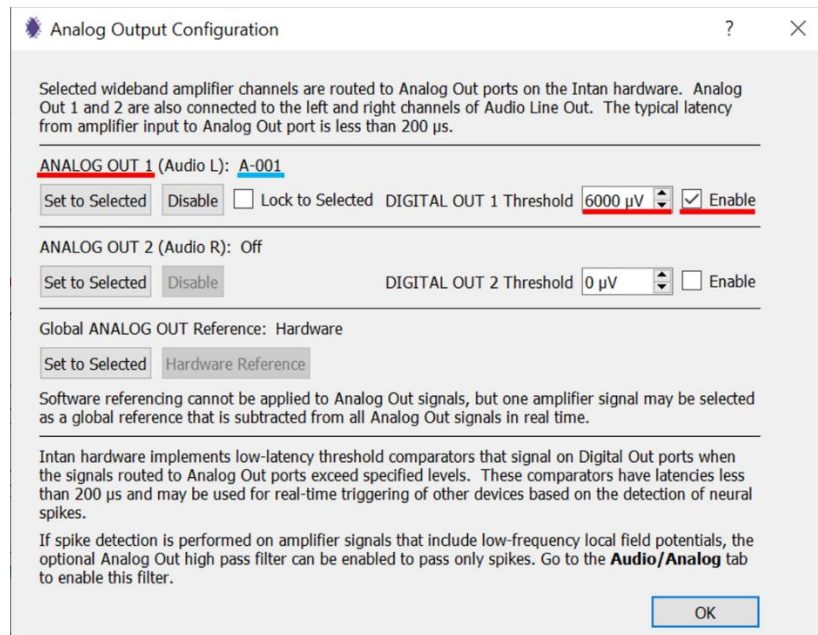 Analog Output Configuration ? ×
Selected wideband amplifier channels are routed to Analog Out ports on the Intan hardware. Analog
Out 1 and 2 are also connected to the left and right channels of Audio Line Out. The typical latency
from amplifier input to Analog Out port is less than 200 µs.
ANALOG OUT 1 (Audio L): A-001
Set to Selected Disable Lock to Selected DIGITAL OUT 1 Threshold 6000 µV Enable
ANALOG OUT 2 (Audio R): Off
Set to Selected Disable DIGITAL OUT 2 Threshold 0 µV Enable
Global ANALOG OUT Reference: Hardware
Set to Selected Hardware Reference
Software referencing cannot be applied to Analog Out signals, but one amplifier signal may be selected
as a global reference that is subtracted from all Analog Out signals in real time.
Intan hardware implements low-latency threshold comparators that signal on Digital Out ports when
the signals routed to Analog Out ports exceed specified levels. These comparators have latencies less
than 200 µs and may be used for real-time triggering of other devices based on the detection of neural
spikes.
If spike detection is performed on amplifier signals that include low-frequency local field potentials, the
optional Analog Out high pass filter can be enabled to pass only spikes. Go to the Audio/Analog tab
to enable this filter.
OK